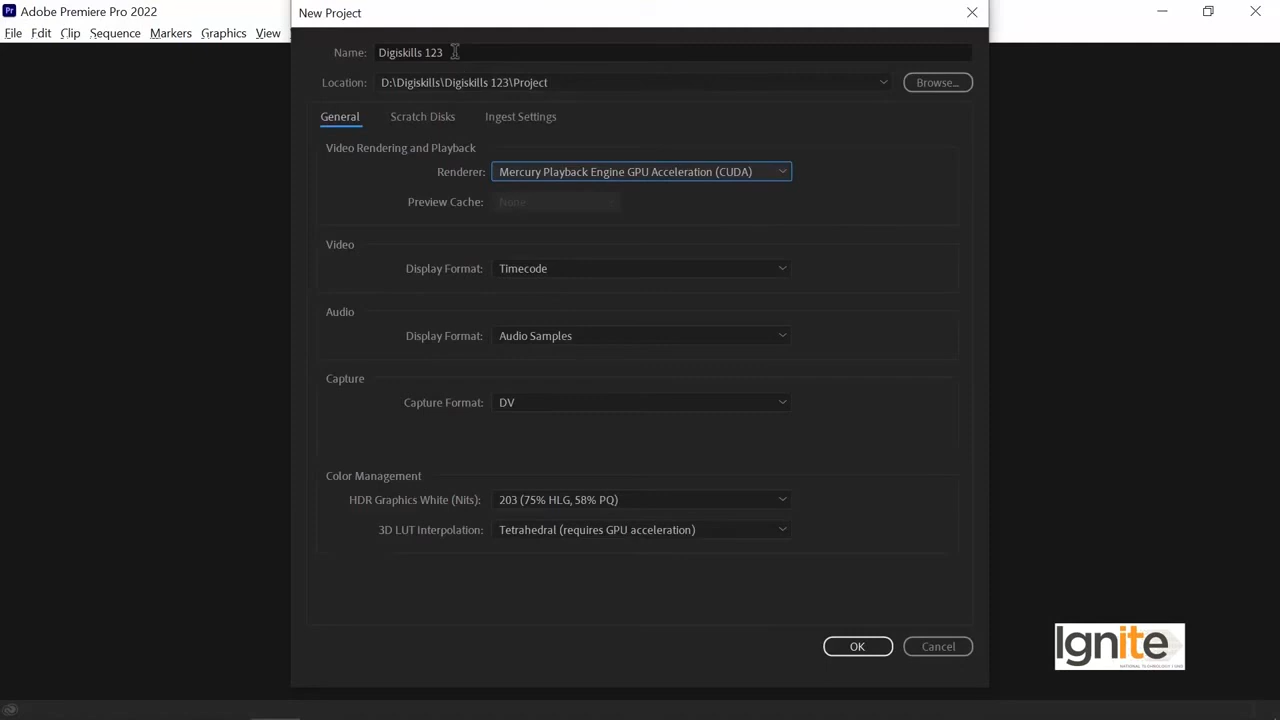 Pr Adobe Premiere Pro 2022
New Project
File Edit Clip Sequence Markers Graphics View
Name: Digiskills 123
Location: D:\Digiskills\Digiskills 123\Project Browse...
General Scratch Disks Ingest Settings
Video Rendering and Playback
Renderer: Mercury Playback Engine GPU Acceleration (CUDA)
Preview Cache: None
Video
Display Format: Timecode
Audio
Display Format: Audio Samples
Capture
Capture Format: DV
Color Management
HDR Graphics White (Nits): 203 (75% HLG, 58% PQ)
3D LUT Interpolation: Tetrahedral (requires GPU acceleration)
OK Cancel
Ignite